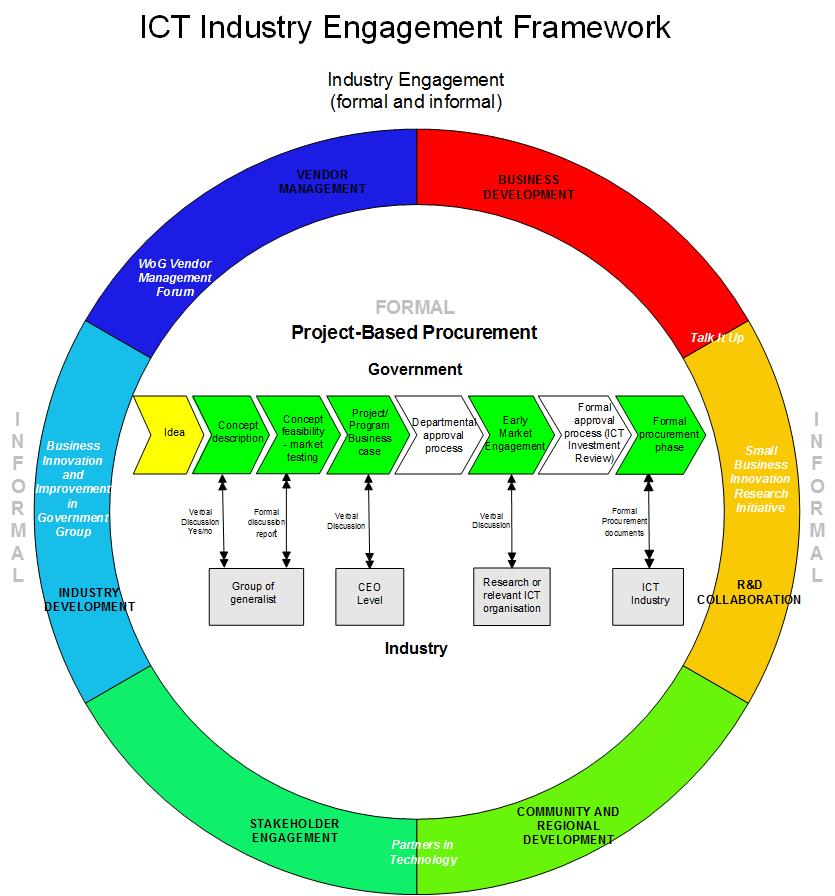 ICT Industry Engagement Framework
Industry Engagement
(formal and informal)
VENDOR
MANAGEMENT
BUSINESS
DEVELOPMENT
WoG Vendor
Management
Forum
Talk It Up
FORMAL
Project-Based Procurement
Government
Idea
Concept
description
Concept
feasibility
- market
testing
Project/
Program
Business
case
Departmental
approval
process
Early
Market
Engagement
Formal
approval
process (ICT
Investment
Review)
Formal
procurement
phase
INFORMAL
Business
Innovation
and
Improvement
in
Government
Group
INDUSTRY
DEVELOPMENT
Small
Business
Innovation
Research
Initiative
R&D
COLLABORATION
INFORMAL
Verbal
Discussion
Yes/no
Formal
discussion
report
Verbal
Discussion
Verbal
Discussion
Formal
Procurement
documents
Group of
generalist
CEO
Level
Research or
relevant ICT
organisation
ICT
Industry
Industry
STAKEHOLDER
ENGAGEMENT
Partners in
Technology
COMMUNITY AND
REGIONAL
DEVELOPMENT